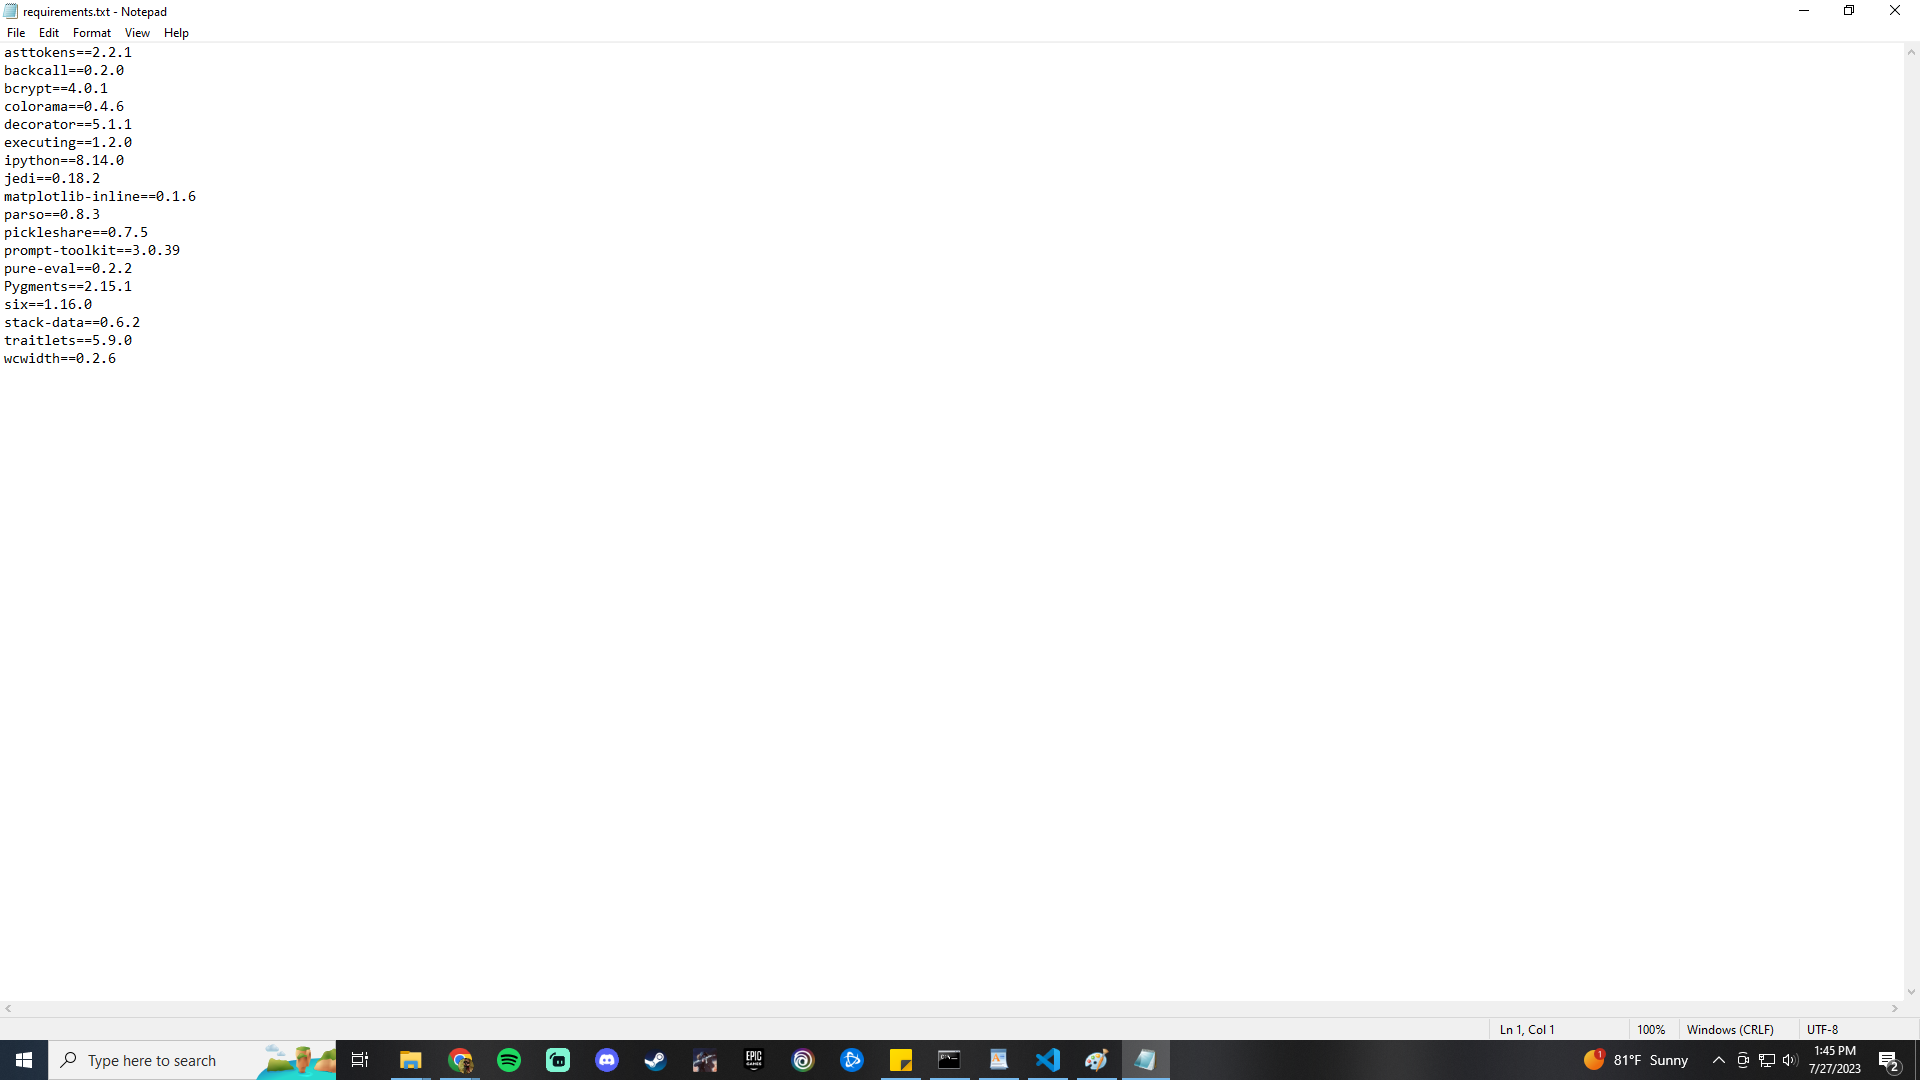 requirements.txt - Notepad
File Edit Format View Help
asttokens==2.2.1
backcall==0.2.0
bcrypt==4.0.1
colorama==0.4.6
decorator==5.1.1
executing==1.2.0
ipython==8.14.0
jedi==0.18.2
matplotlib-inline==0.1.6
parso==0.8.3
pickleshare==0.7.5
prompt-toolkit==3.0.39
pure-eval==0.2.2
Pygments==2.15.1
six==1.16.0
stack-data==0.6.2
traitlets==5.9.0
wcwidth==0.2.6
Ln 1, Col 1 100% Windows (CRLF) UTF-8
Type here to search EPIC GAMES 1 81°F Sunny 1:45 PM
7/27/2023 2